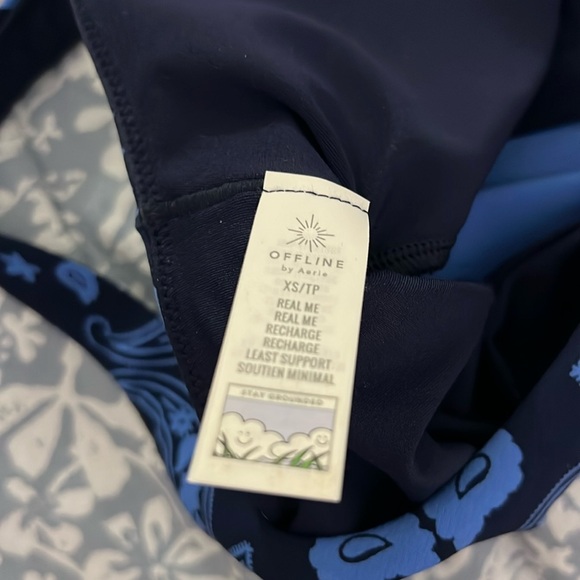 OFFLINE
by Aerie
XS/TP
REAL ME
REAL ME
RECHARGE
RECHARGE
LEAST SUPPORT
SOUTIEN MINIMAL
STAY GROUNDED